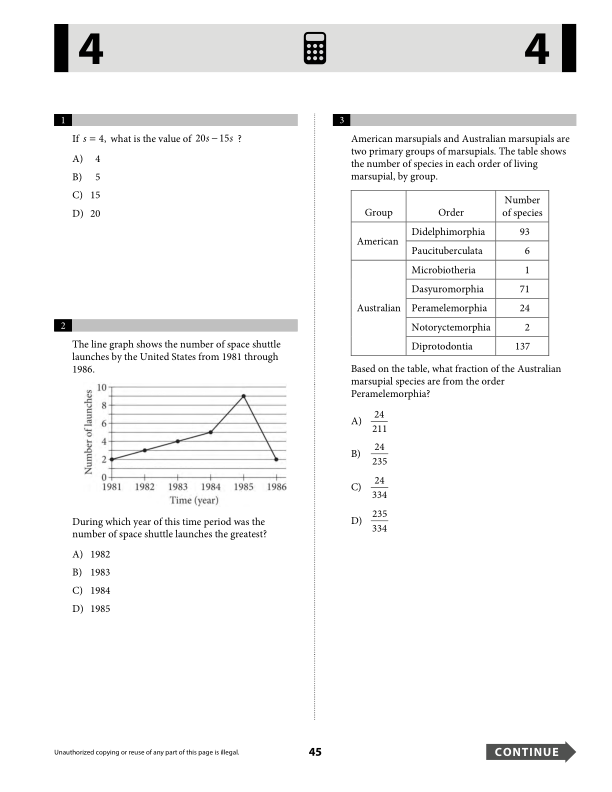 4
4
1
If s = 4, what is the value of 20s − 15s ?
A) 4
B) 5
C) 15
D) 20
2
The line graph shows the number of space shuttle
launches by the United States from 1981 through
1986.
Number of launches
10
8
6
4
2
0
1981 1982 1983 1984 1985 1986
Time (year)
During which year of this time period was the
number of space shuttle launches the greatest?
A) 1982
B) 1983
C) 1984
D) 1985
3
American marsupials and Australian marsupials are
two primary groups of marsupials. The table shows
the number of species in each order of living
marsupial, by group.
Group Order Number of species
American Didelphimorphia 93
Paucituberculata 6
Australian Microbiotheria 1
Dasyuromorphia 71
Peramelemorphia 24
Notoryctemorphia 2
Diprotodontia 137
Based on the table, what fraction of the Australian
marsupial species are from the order
Peramelemorphia?
A) 24/211
B) 24/235
C) 24/334
D) 235/334
Unauthorized copying or reuse of any part of this page is illegal.
45
CONTINUE